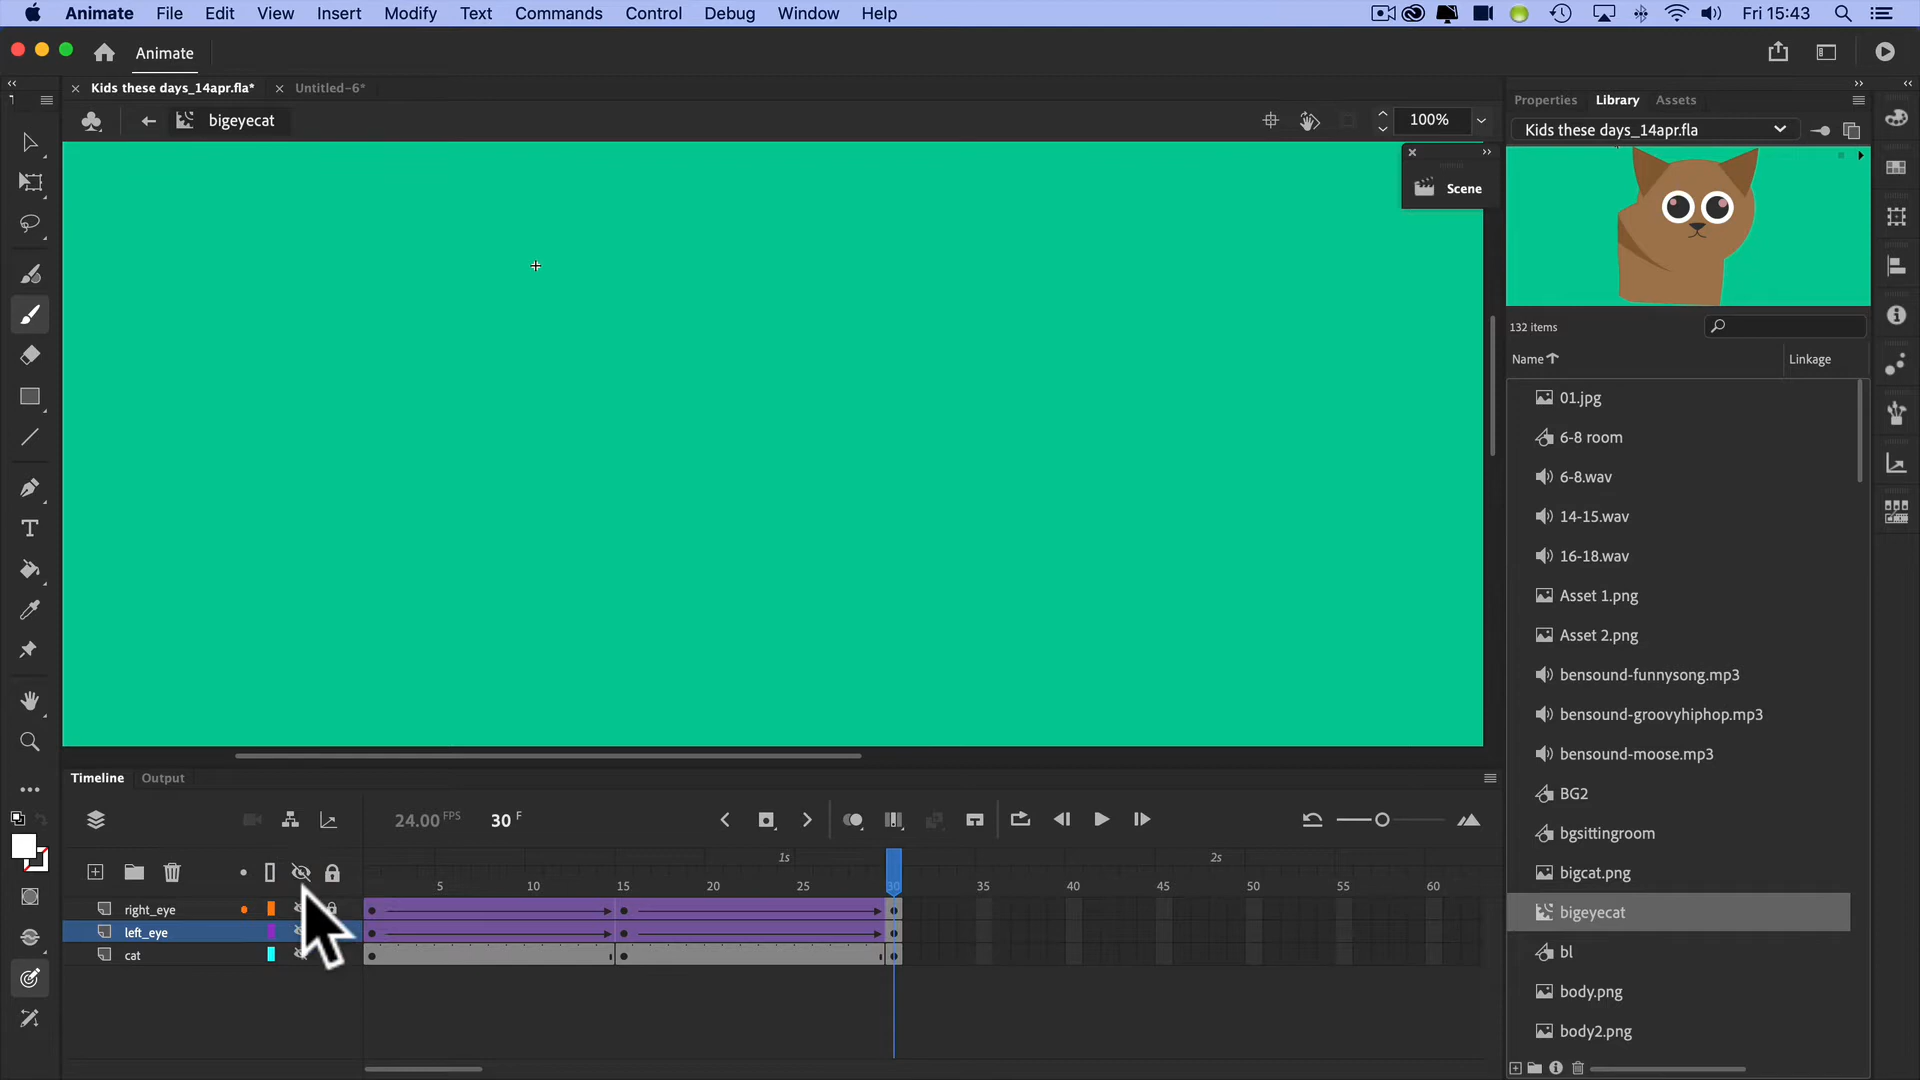 Animate File Edit View Insert Modify Text Commands Control Debug Window Help Fri 15:43
Animate
Kids these days_14apr.fla* Untitled-6*
bigeyecat 100%
Scene
Properties Library Assets
Kids these days_14apr.fla
132 items
Name Linkage
01.jpg
6-8 room
6-8.wav
14-15.wav
16-18.wav
Asset 1.png
Asset 2.png
bensound-funnysong.mp3
bensound-groovyhiphop.mp3
bensound-moose.mp3
BG2
bgsittingroom
bigcat.png
bigeyecat
bl
body.png
body2.png
Timeline Output
24.00 FPS 30 F
1s 2s
5 10 15 20 25 30 35 40 45 50 55 60
right_eye
left_eye
cat